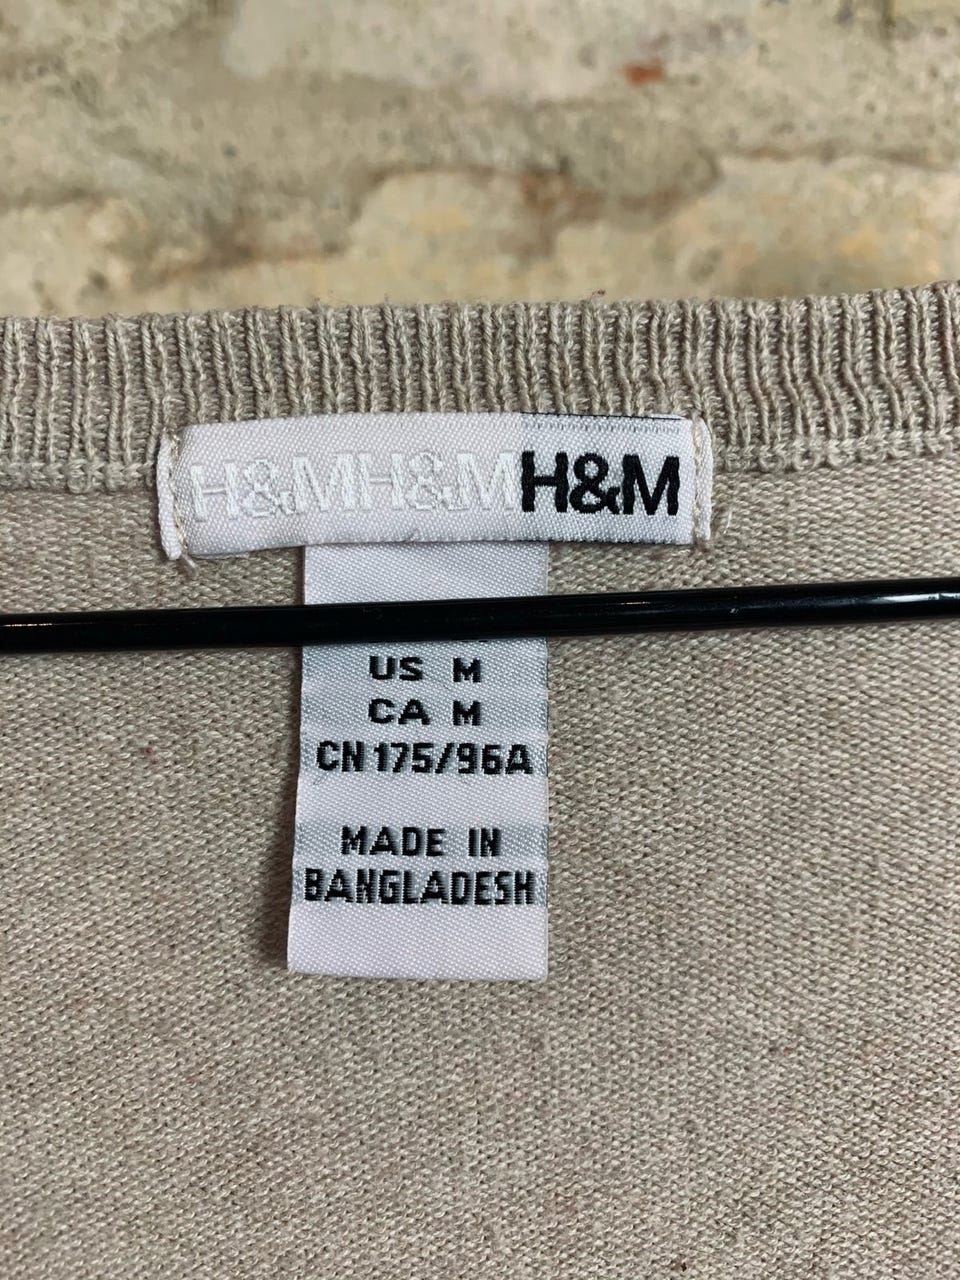 H&MH&MH&M
US M
CA M
CN 175/96A
MADE IN
BANGLADESH